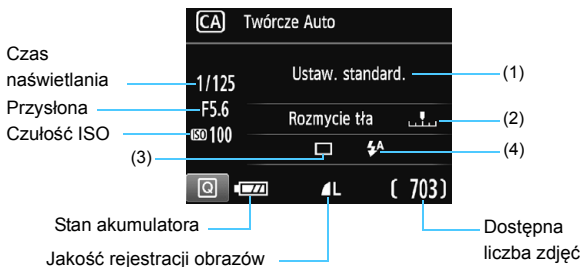 CA Twórcze Auto
Czas
naświetlania
1/125
Ustaw. standard.
(1)
Przysłona
F5.6
Rozmycie tła
(2)
Czułość ISO
ISO 100
(3)
A
(4)
Q
L
( 703)
Stan akumulatora
Jakość rejestracji obrazów
Dostępna
liczba zdjęć